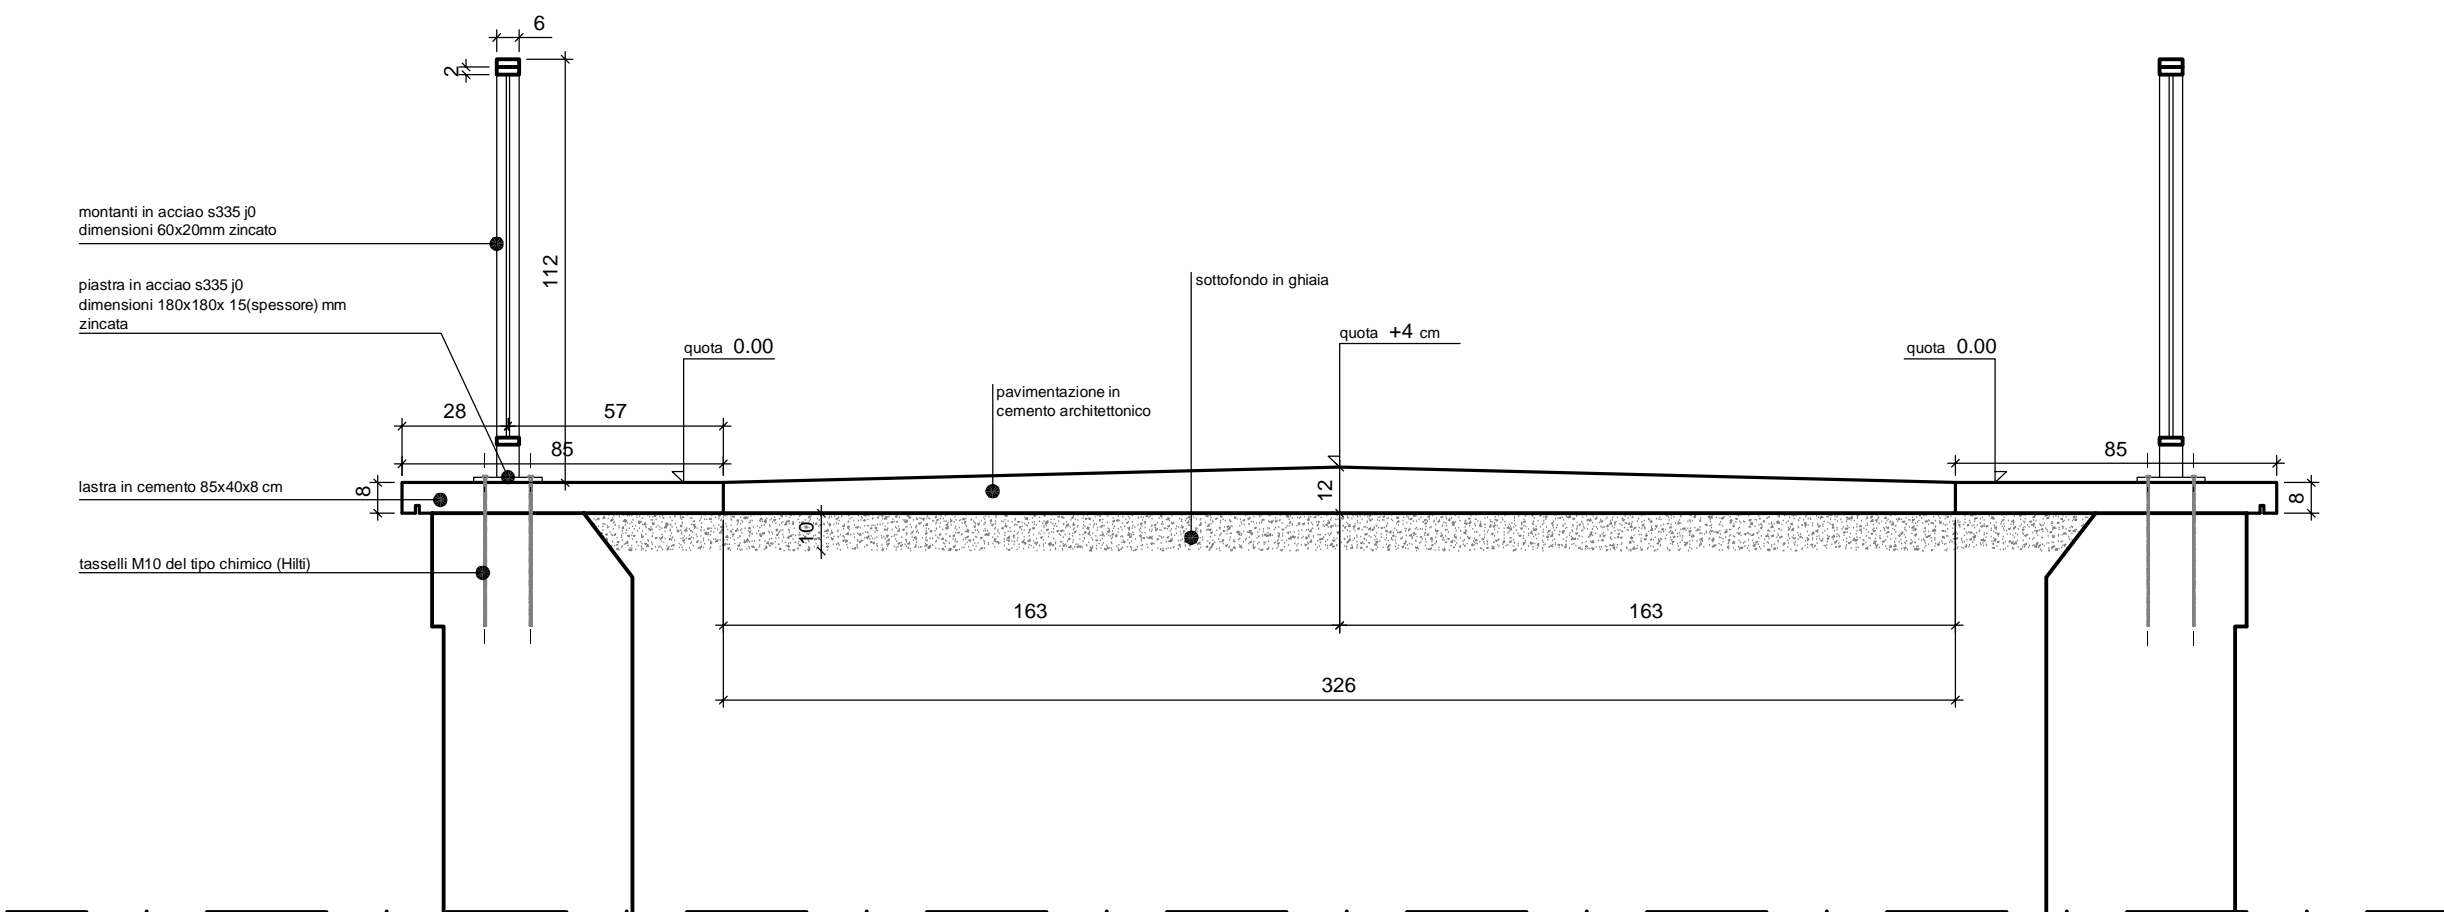 6
2
montanti in acciao s335 j0
dimensioni 60x20mm zincato
112
piastra in acciao s335 j0
dimensioni 180x180x 15(spessore) mm
zincata
sottofondo in ghiaia
quota +4 cm
quota 0.00
quota 0.00
pavimentazione in
cemento architettonico
28
57
85
85
lastra in cemento 85x40x8 cm
8
12
8
10
tasselli M10 del tipo chimico (Hilti)
163
163
326